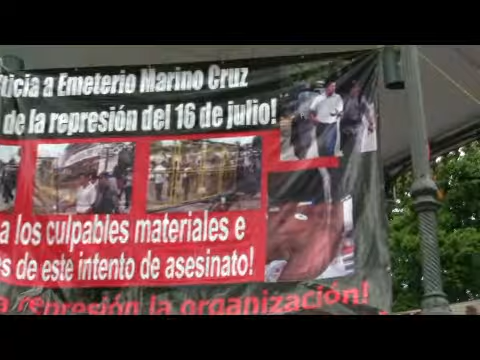 ticia a Emeterio Marino Cruz
de la represión del 16 de julio!
a los culpables materiales e
s de este intento de asesinato!
a represión la organización!